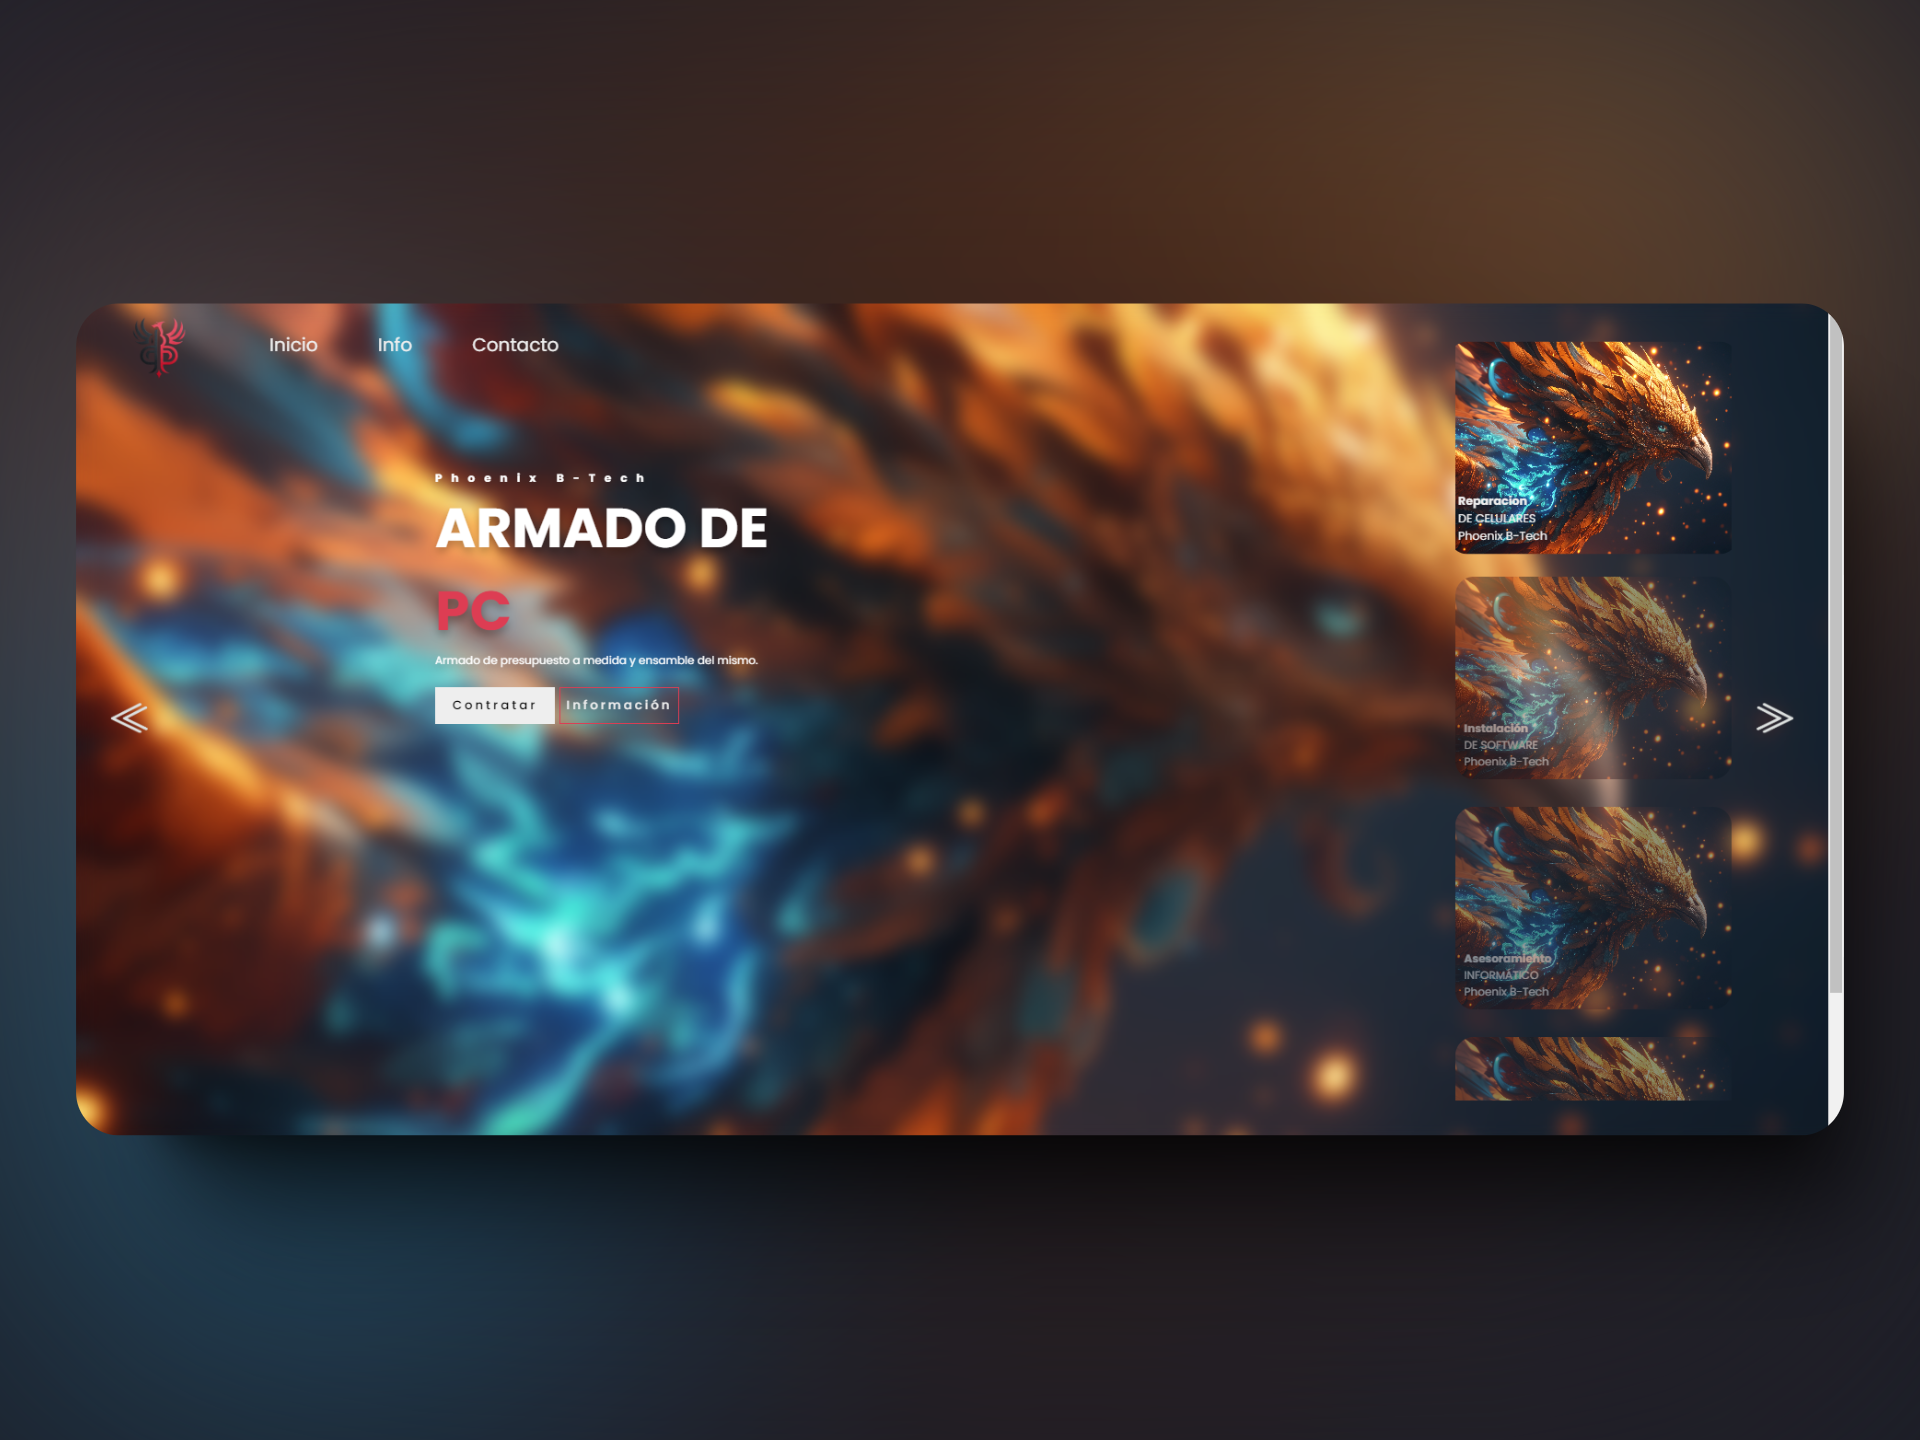 Inicio Info Contacto
Phoenix B-Tech
ARMADO DE
PC
Armado de presupuesto a medida y ensamble del mismo.
Contratar Información
Reparación
DE CELULARES
Phoenix B-Tech
Instalación
DE SOFTWARE
Phoenix B-Tech
Asesoramiento
INFORMÁTICO
Phoenix B-Tech